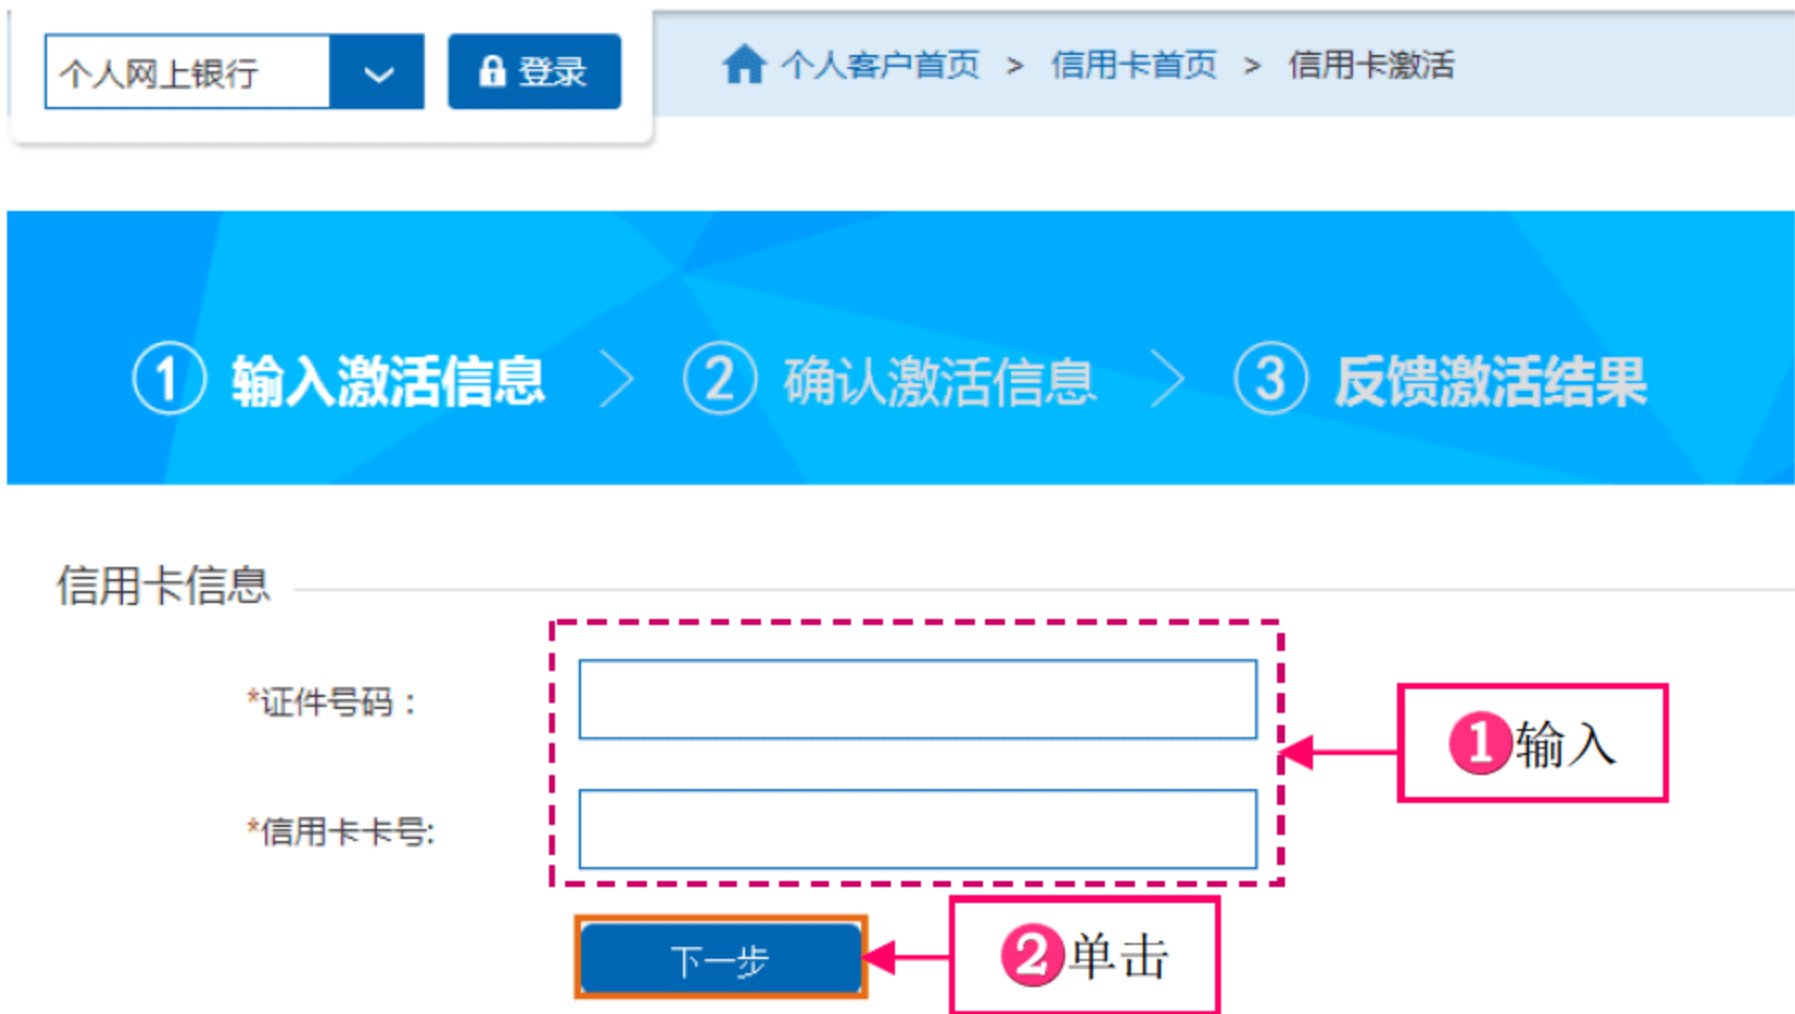 个人网上银行 登录 个人客户首页 > 信用卡首页 > 信用卡激活
① 输入激活信息 > ② 确认激活信息 > ③ 反馈激活结果
信用卡信息
*证件号码：
❶输入
*信用卡卡号:
下一步
❷单击